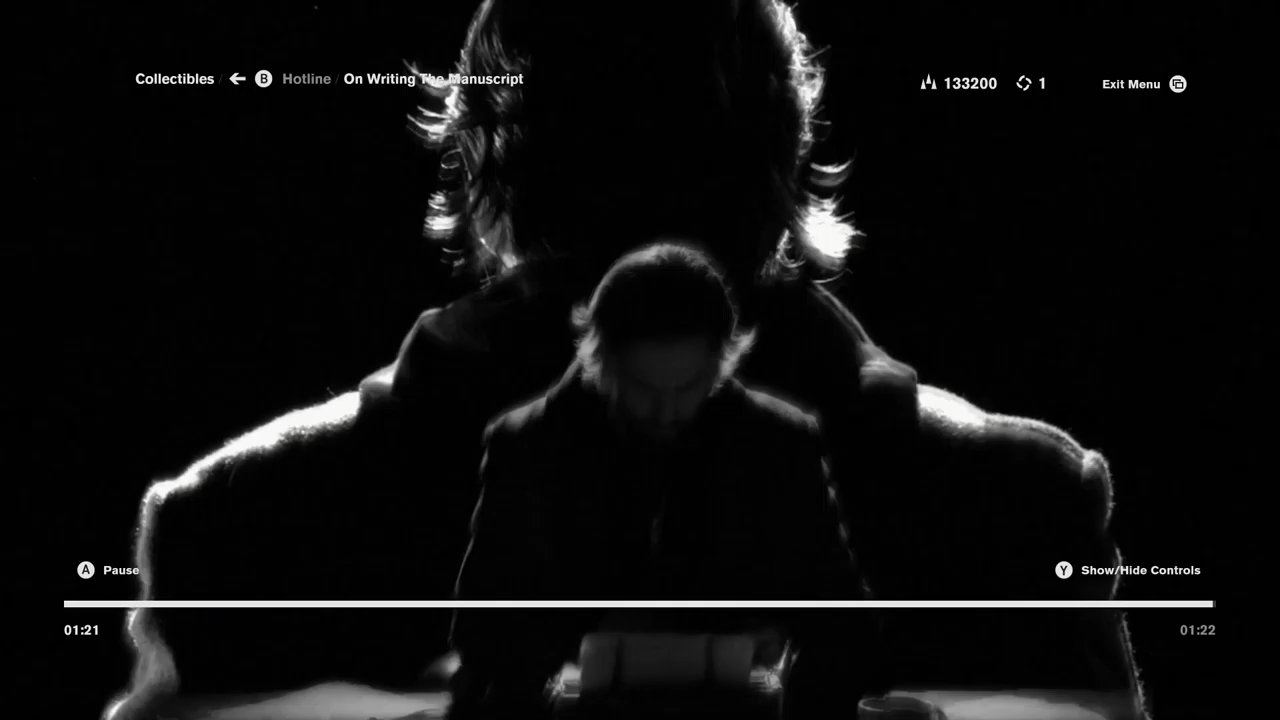 Collectibles / B Hotline / On Writing The Manuscript
133200 1 Exit Menu
A Pause
Y Show/Hide Controls
01:21
01:22